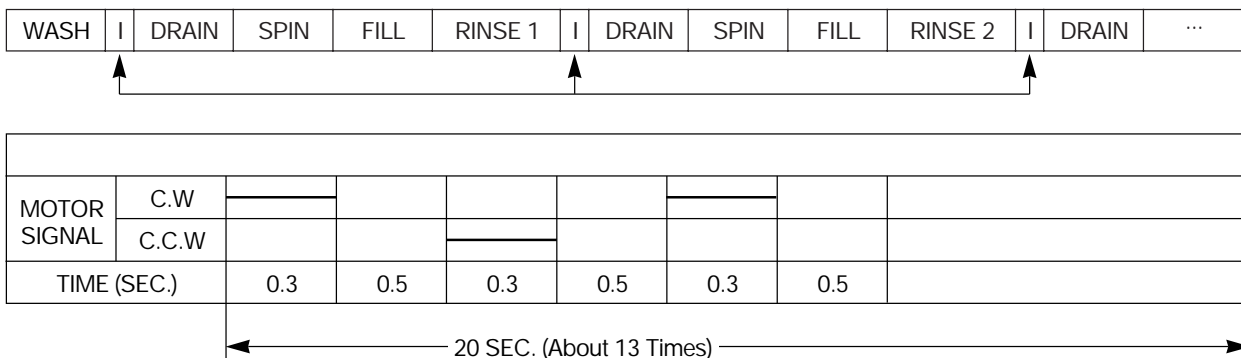 WASH I DRAIN SPIN FILL RINSE 1 I DRAIN SPIN FILL RINSE 2 I DRAIN ...
MOTOR SIGNAL C.W
C.C.W
TIME (SEC.) 0.3 0.5 0.3 0.5 0.3 0.5
20 SEC. (About 13 Times)